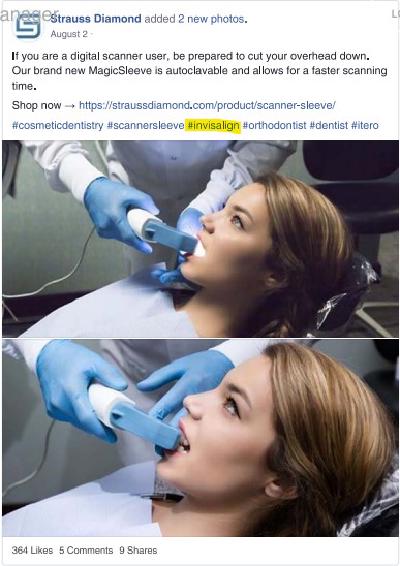 anager
Strauss Diamond added 2 new photos.
August 2 ·
If you are a digital scanner user, be prepared to cut your overhead down.
Our brand new MagicSleeve is autoclavable and allows for a faster scanning
time.
Shop now → https://straussdiamond.com/product/scanner-sleeve/
#cosmeticdentistry #scannersleeve #invisalign #orthodontist #dentist #itero
364 Likes 5 Comments 9 Shares